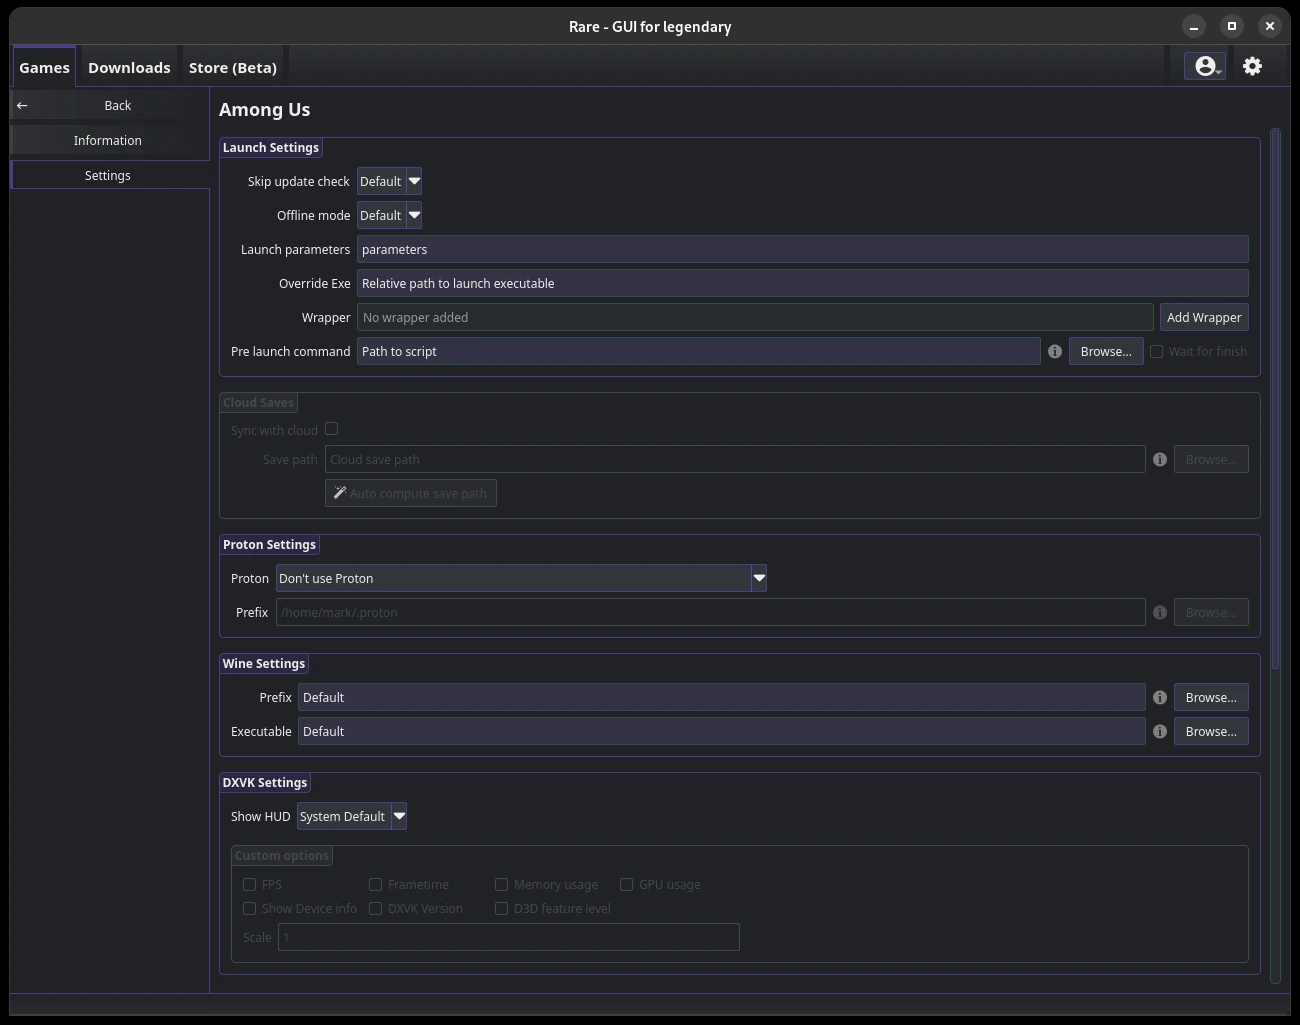 Rare - GUI for legendary
Games Downloads Store (Beta)
Back
Information
Settings
Among Us
Launch Settings
Skip update check Default
Offline mode Default
Launch parameters parameters
Override Exe Relative path to launch executable
Wrapper No wrapper added Add Wrapper
Pre launch command Path to script Browse... Wait for finish
Cloud Saves
Sync with cloud
Save path Cloud save path Browse...
Auto compute save path
Proton Settings
Proton Don't use Proton
Prefix /home/mark/.proton Browse...
Wine Settings
Prefix Default Browse...
Executable Default Browse...
DXVK Settings
Show HUD System Default
Custom options
FPS Frametime Memory usage GPU usage
Show Device info DXVK Version D3D feature level
Scale 1